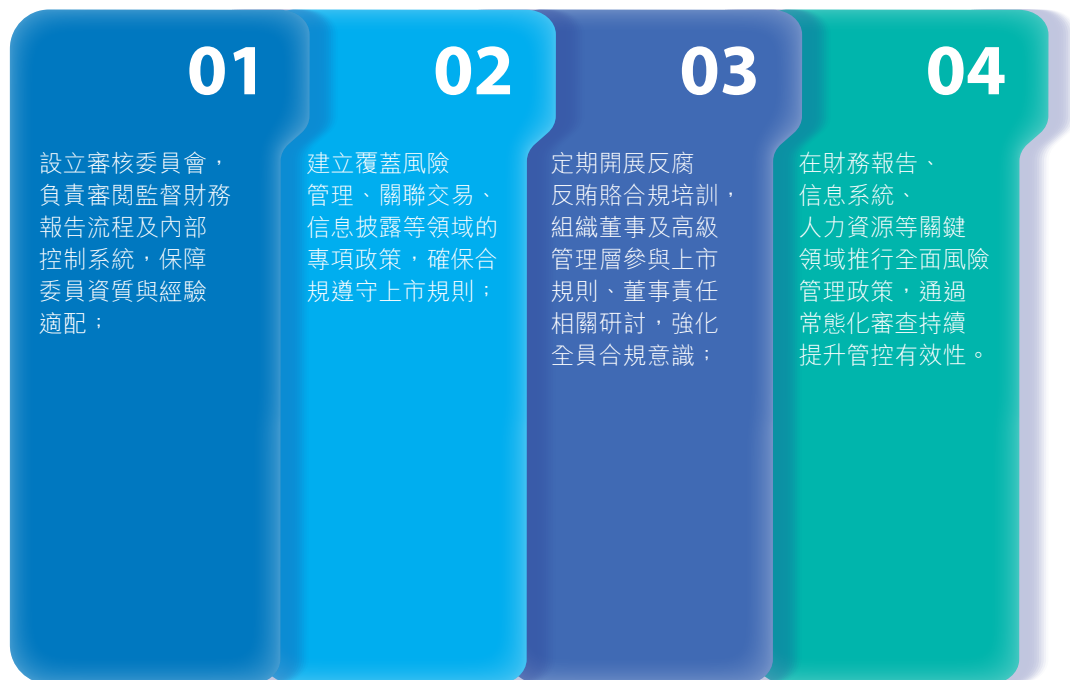 01
設立審核委員會，
負責審閱監督財務
報告流程及內部
控制系統，保障
委員資質與經驗
適配；
02
建立覆蓋風險
管理、關聯交易、
信息披露等領域的
專項政策，確保合
規遵守上市規則；
03
定期開展反腐
反賄賂合規培訓，
組織董事及高級
管理層參與上市
規則、董事責任
相關研討，強化
全員合規意識；
04
在財務報告、
信息系統、
人力資源等關鍵
領域推行全面風險
管理政策，通過
常態化審查持續
提升管控有效性。